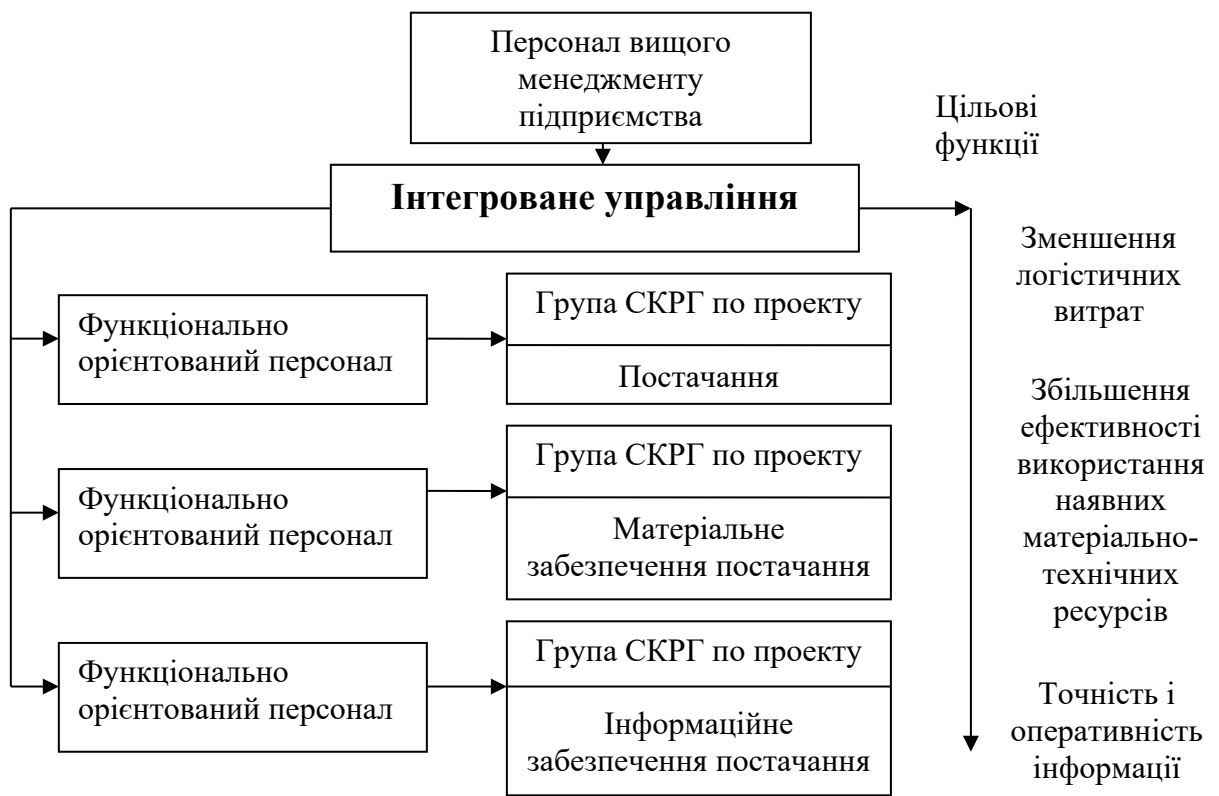 Персонал вищого
менеджменту
підприємства
Цільові
функції
Інтегроване управління
Зменшення
логістичних
витрат
Функціонально
орієнтований персонал
Група СКРГ по проекту
Постачання
Збільшення
ефективності
використання
наявних
матеріально-
технічних
ресурсів
Функціонально
орієнтований персонал
Група СКРГ по проекту
Матеріальне
забезпечення постачання
Функціонально
орієнтований персонал
Група СКРГ по проекту
Інформаційне
забезпечення постачання
Точність і
оперативність
інформації